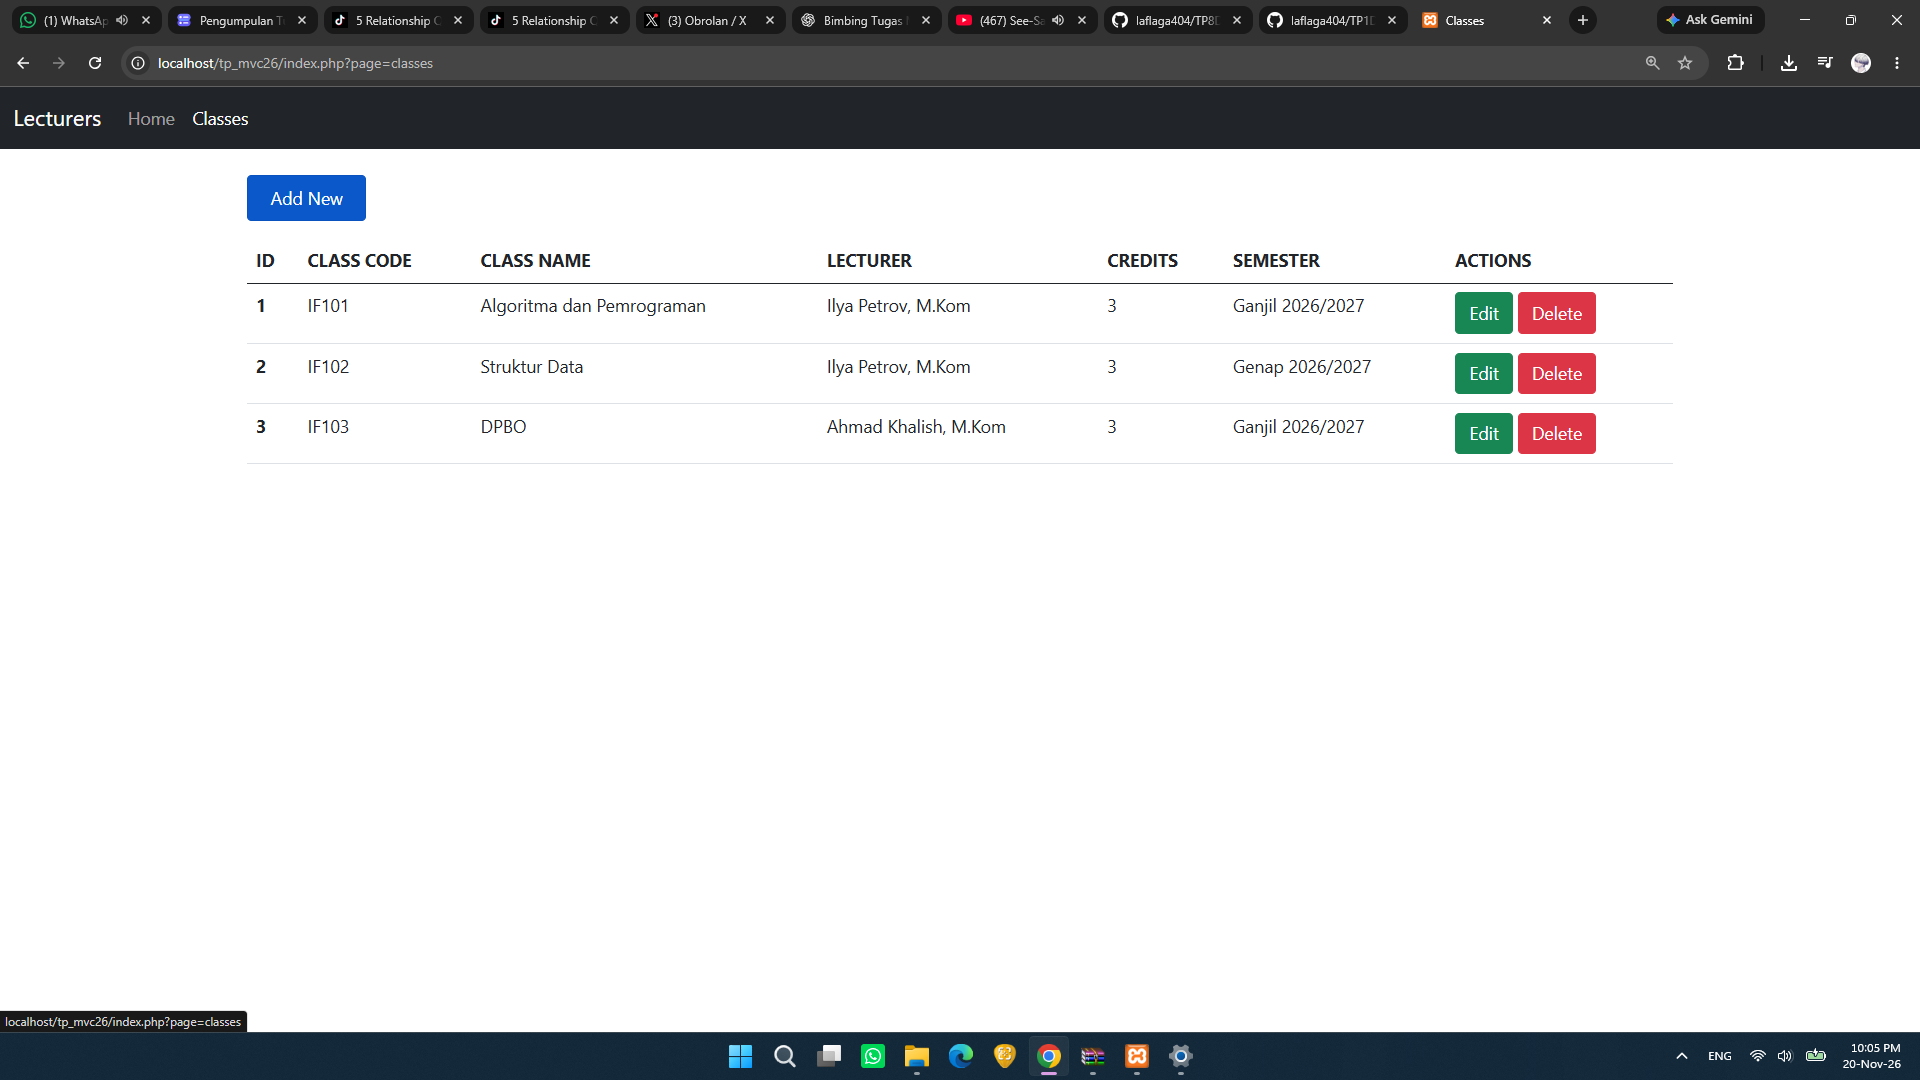 (1) WhatsAp
Pengumpulan Tu
5 Relationship C
5 Relationship C
(3) Obrolan / X
Bimbing Tugas
(467) See-Sa
laflaga404/TP8D
laflaga404/TP1D
Classes
Ask Gemini
localhost/tp_mvc26/index.php?page=classes
Lecturers Home Classes
Add New
ID CLASS CODE CLASS NAME LECTURER CREDITS SEMESTER ACTIONS
1 IF101 Algoritma dan Pemrograman Ilya Petrov, M.Kom 3 Ganjil 2026/2027 Edit Delete
2 IF102 Struktur Data Ilya Petrov, M.Kom 3 Genap 2026/2027 Edit Delete
3 IF103 DPBO Ahmad Khalish, M.Kom 3 Ganjil 2026/2027 Edit Delete
localhost/tp_mvc26/index.php?page=classes
ENG
10:05 PM
20-Nov-26